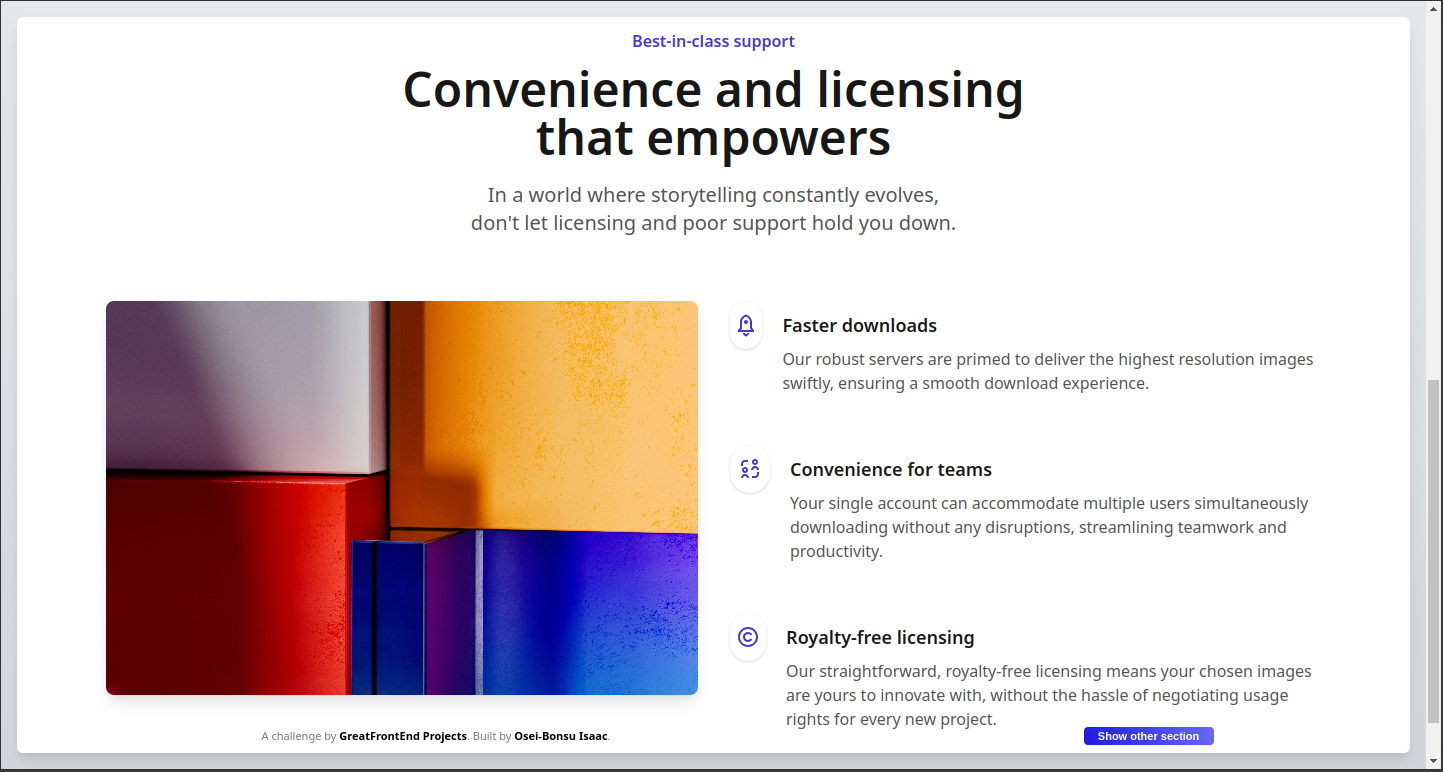 Best-in-class support
Convenience and licensing
that empowers
In a world where storytelling constantly evolves,
don't let licensing and poor support hold you down.
Faster downloads
Our robust servers are primed to deliver the highest resolution images
swiftly, ensuring a smooth download experience.
Convenience for teams
Your single account can accommodate multiple users simultaneously
downloading without any disruptions, streamlining teamwork and
productivity.
Royalty-free licensing
Our straightforward, royalty-free licensing means your chosen images
are yours to innovate with, without the hassle of negotiating usage
rights for every new project.
A challenge by GreatFrontEnd Projects. Built by Osei-Bonsu Isaac.
Show other section